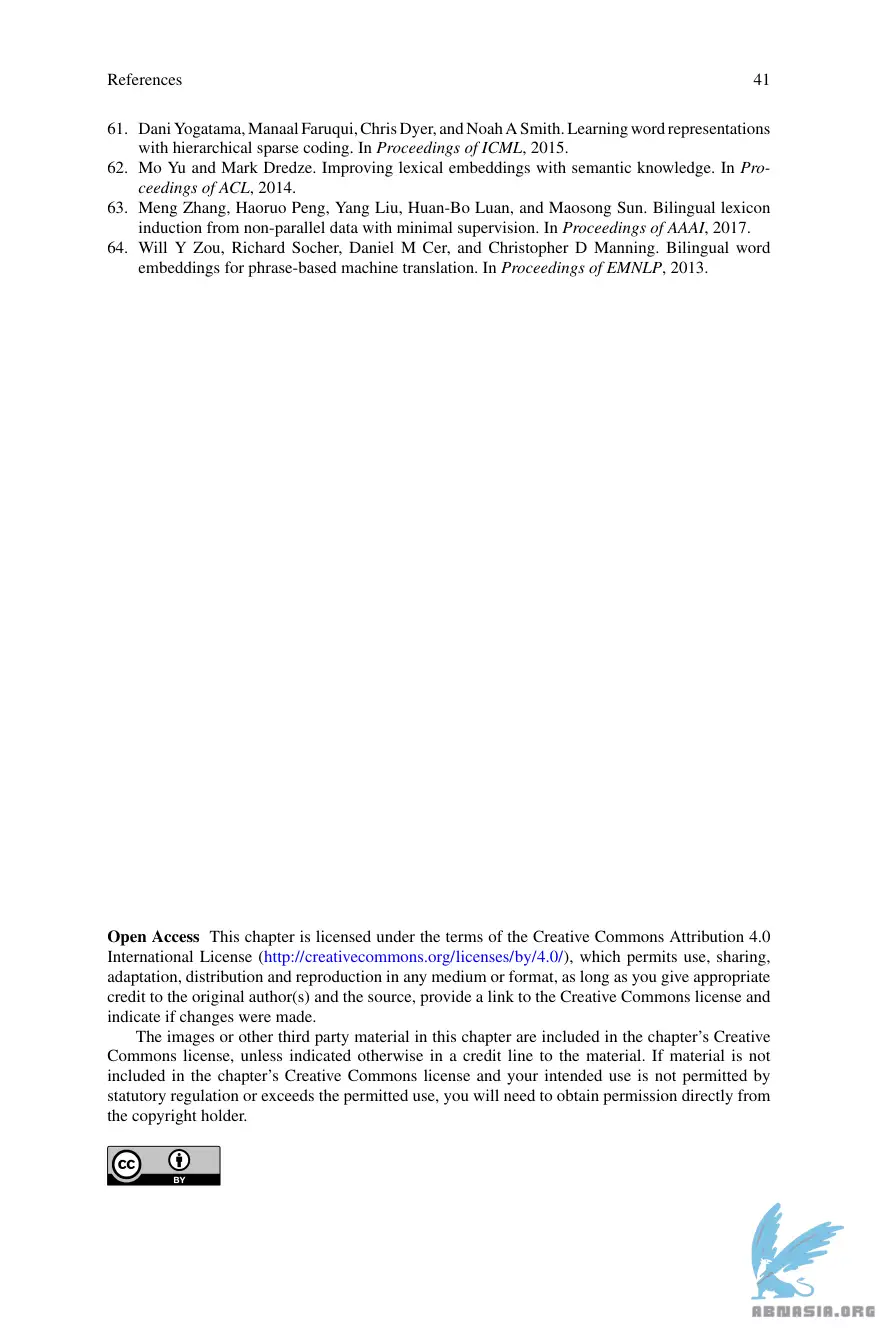 References 41
61. Dani Yogatama, Manaal Faruqui, Chris Dyer, and Noah A Smith. Learning word representations
with hierarchical sparse coding. In Proceedings of ICML, 2015.
62. Mo Yu and Mark Dredze. Improving lexical embeddings with semantic knowledge. In Pro-
ceedings of ACL, 2014.
63. Meng Zhang, Haoruo Peng, Yang Liu, Huan-Bo Luan, and Maosong Sun. Bilingual lexicon
induction from non-parallel data with minimal supervision. In Proceedings of AAAI, 2017.
64. Will Y Zou, Richard Socher, Daniel M Cer, and Christopher D Manning. Bilingual word
embeddings for phrase-based machine translation. In Proceedings of EMNLP, 2013.
Open Access This chapter is licensed under the terms of the Creative Commons Attribution 4.0
International License (http://creativecommons.org/licenses/by/4.0/), which permits use, sharing,
adaptation, distribution and reproduction in any medium or format, as long as you give appropriate
credit to the original author(s) and the source, provide a link to the Creative Commons license and
indicate if changes were made.
The images or other third party material in this chapter are included in the chapter's Creative
Commons license, unless indicated otherwise in a credit line to the material. If material is not
included in the chapter's Creative Commons license and your intended use is not permitted by
statutory regulation or exceeds the permitted use, you will need to obtain permission directly from
the copyright holder.
cc
BY
ABNASIA.ORG